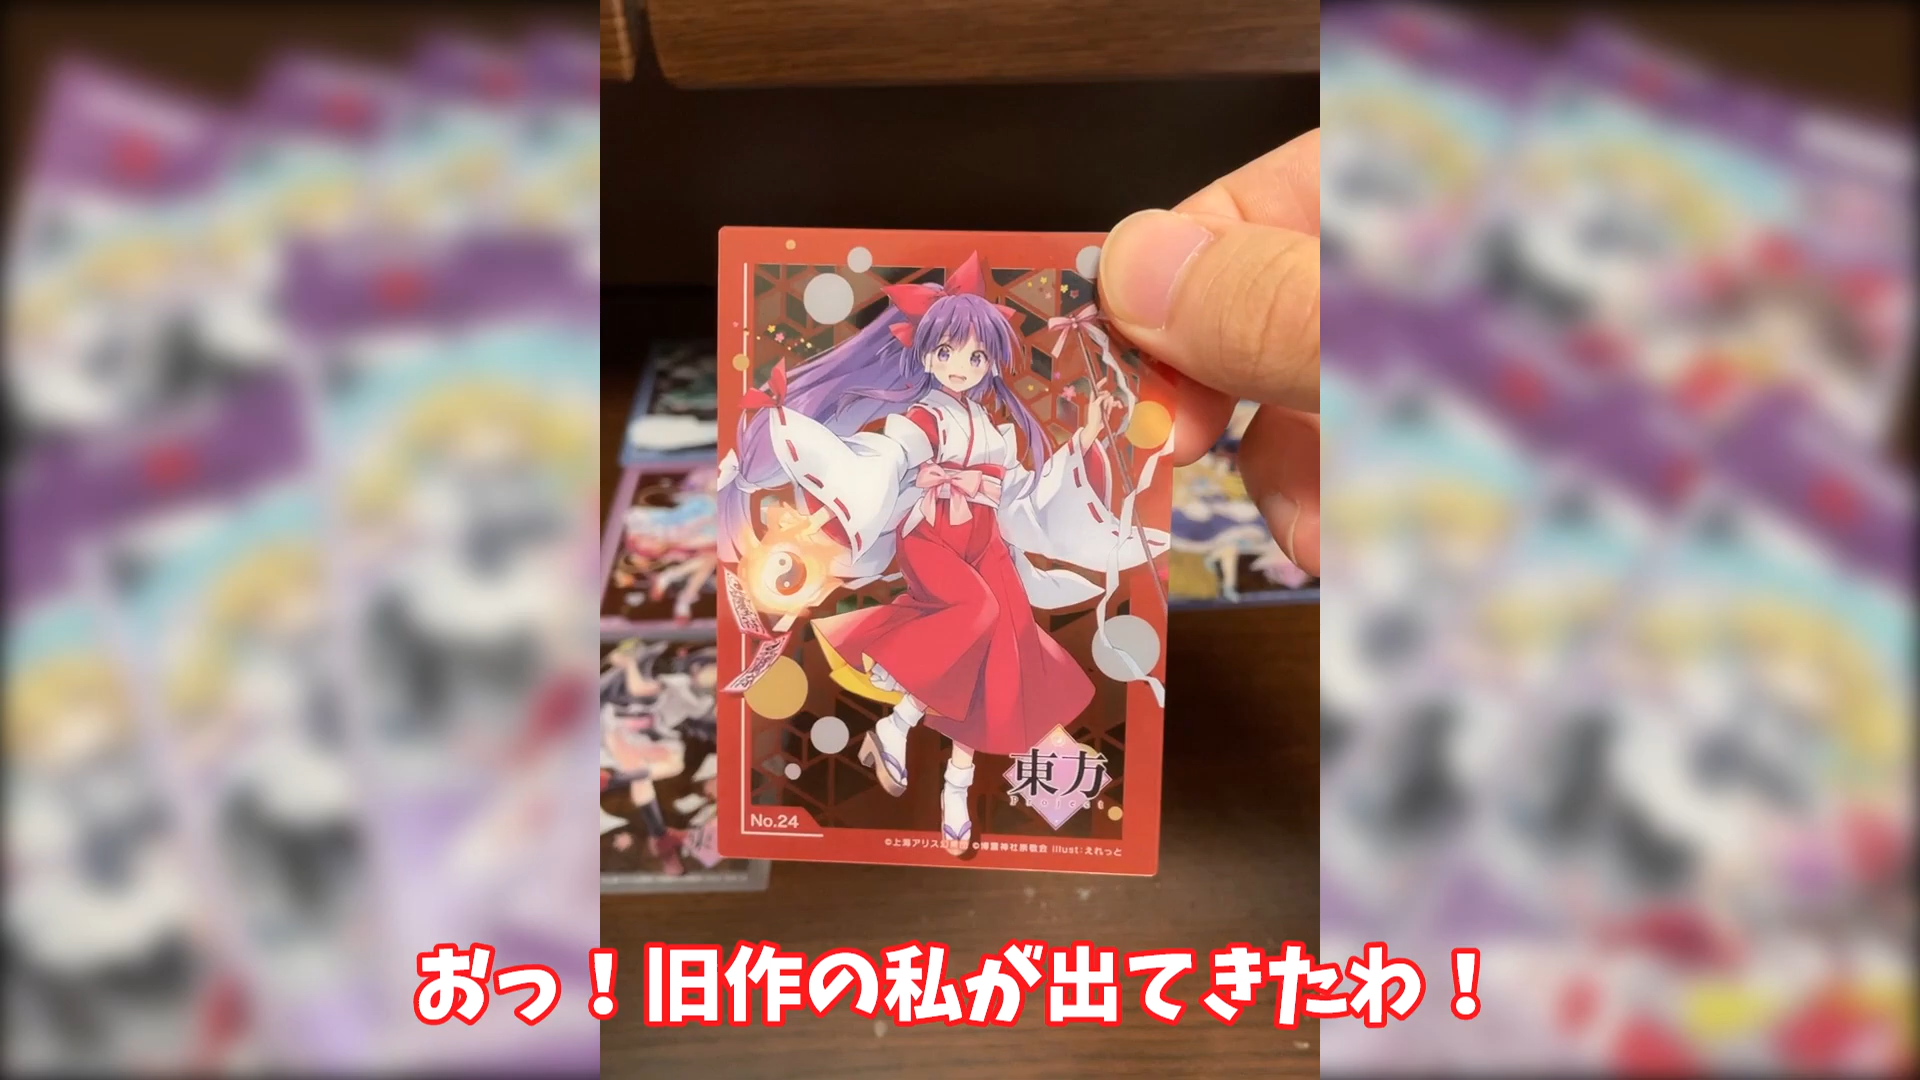 東方
Project
No.24
©上海アリス幻樂団 ©博麗神社崇敬会 illust:えれっと
おっ！旧作の私が出てきたわ！